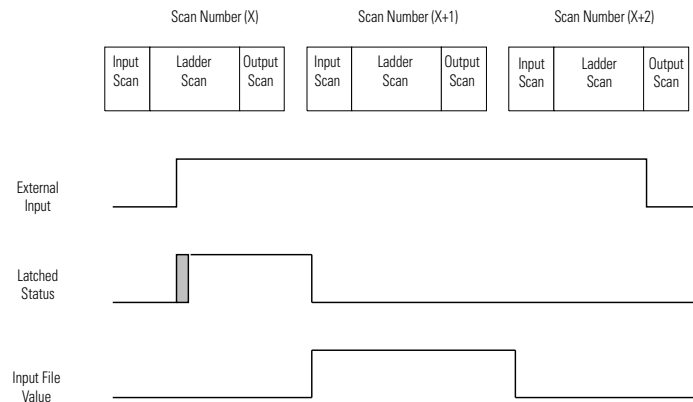 Scan Number (X) Scan Number (X+1) Scan Number (X+2)
Input Ladder Output Input Ladder Output Input Ladder Output
Scan Scan Scan Scan Scan Scan Scan Scan Scan
External
Input
Latched
Status
Input File
Value